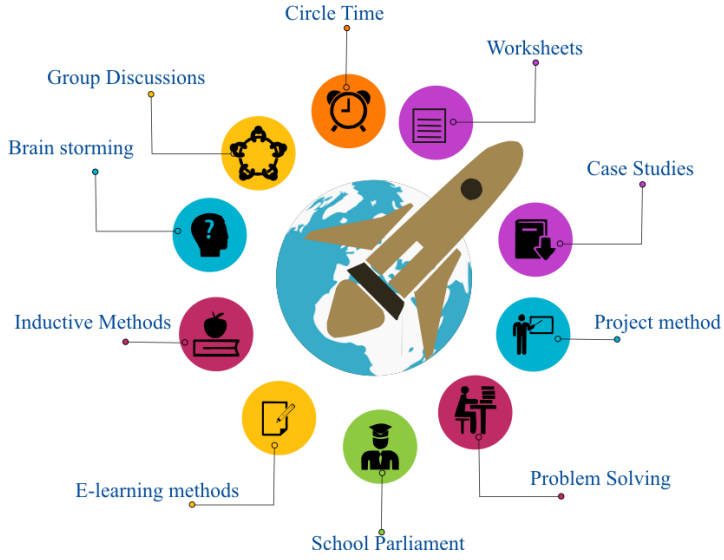 Circle Time
Worksheets
Group Discussions
Brain storming
Case Studies
Inductive Methods
Project method
Problem Solving
E-learning methods
School Parliament
?